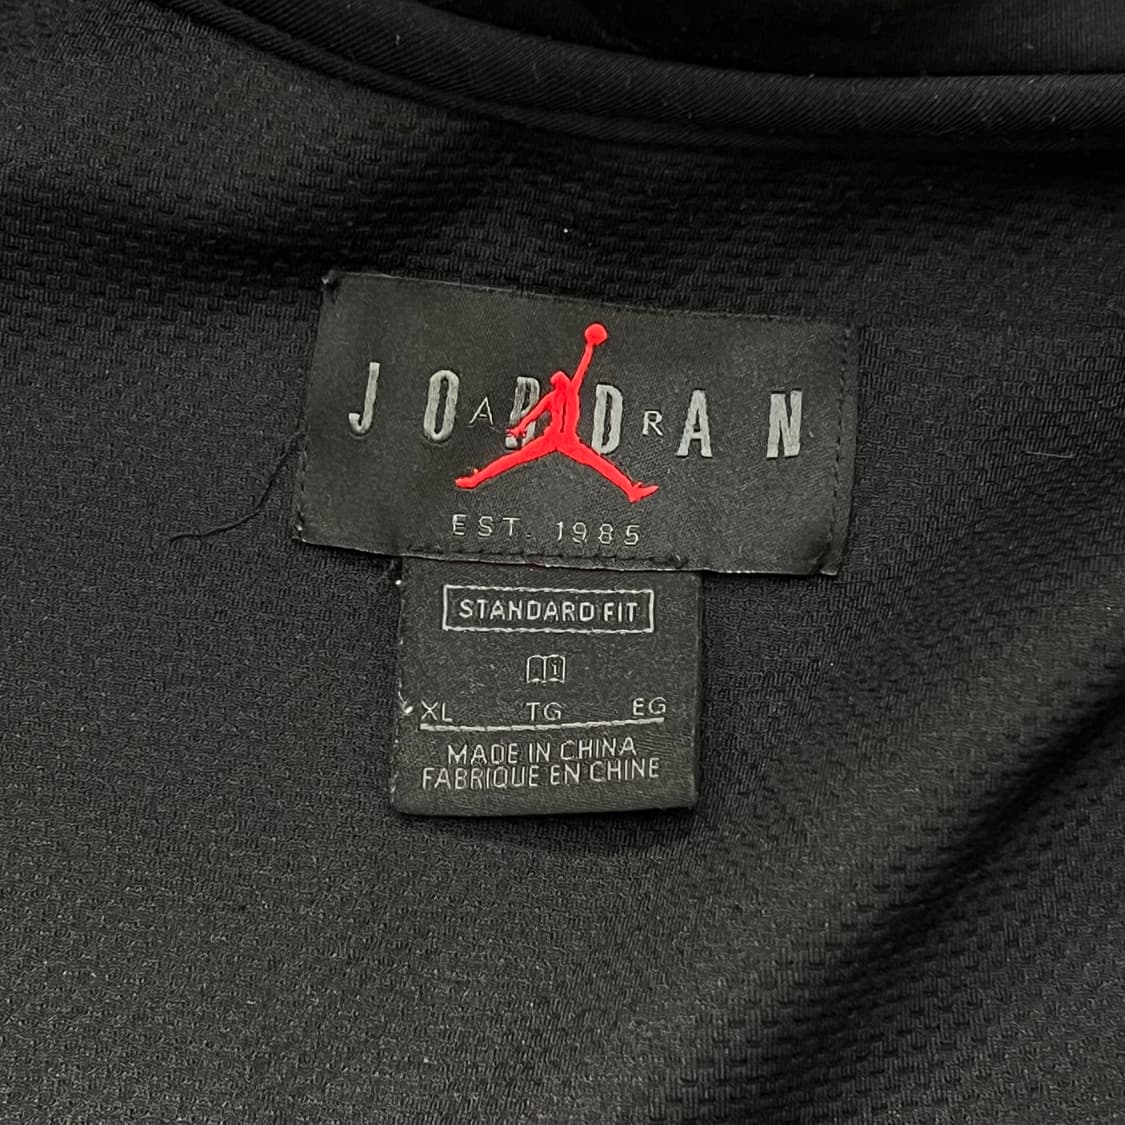 JORDAN
AIR
EST. 1985
STANDARD FIT
i
XL TG EG
MADE IN CHINA
FABRIQUE EN CHINE